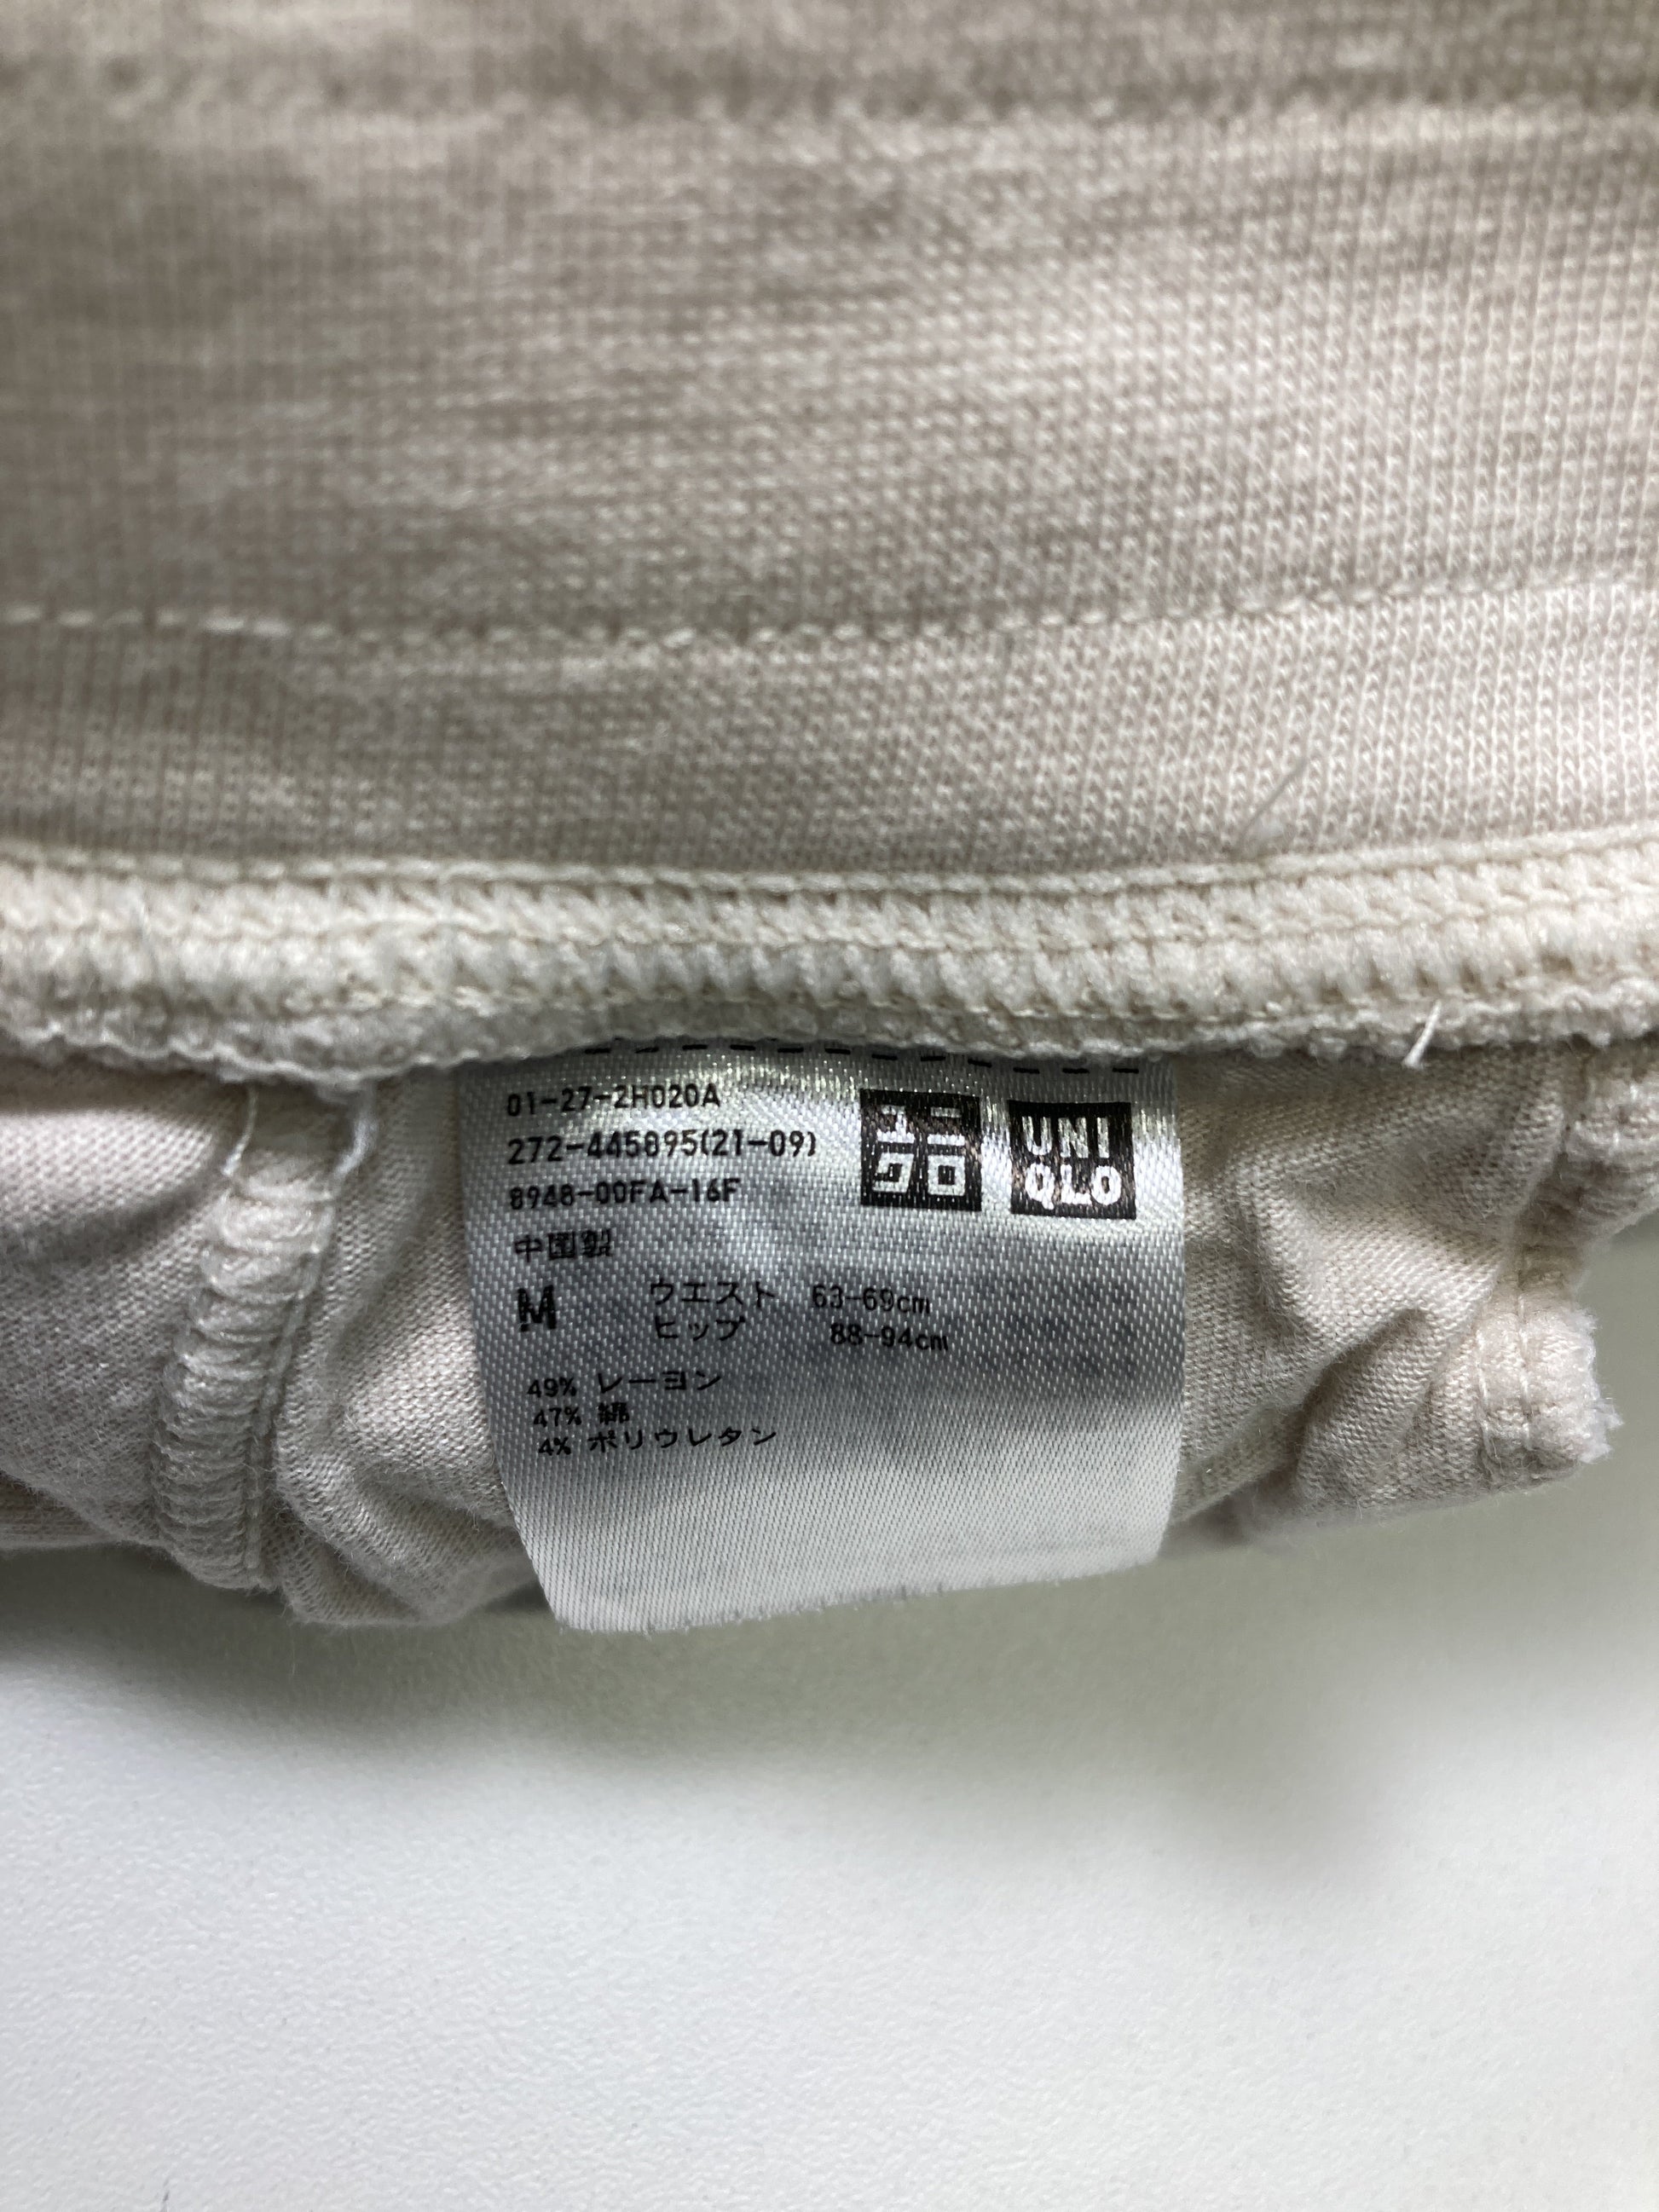 01-27-2H020A
272-445895(21-09)
8948-00FA-16F
ユニ
クロ
UNI
QLO
中国製
M ウエスト 63-69cm
ヒップ 88-94cm
49% レーヨン
47% 綿
4% ポリウレタン